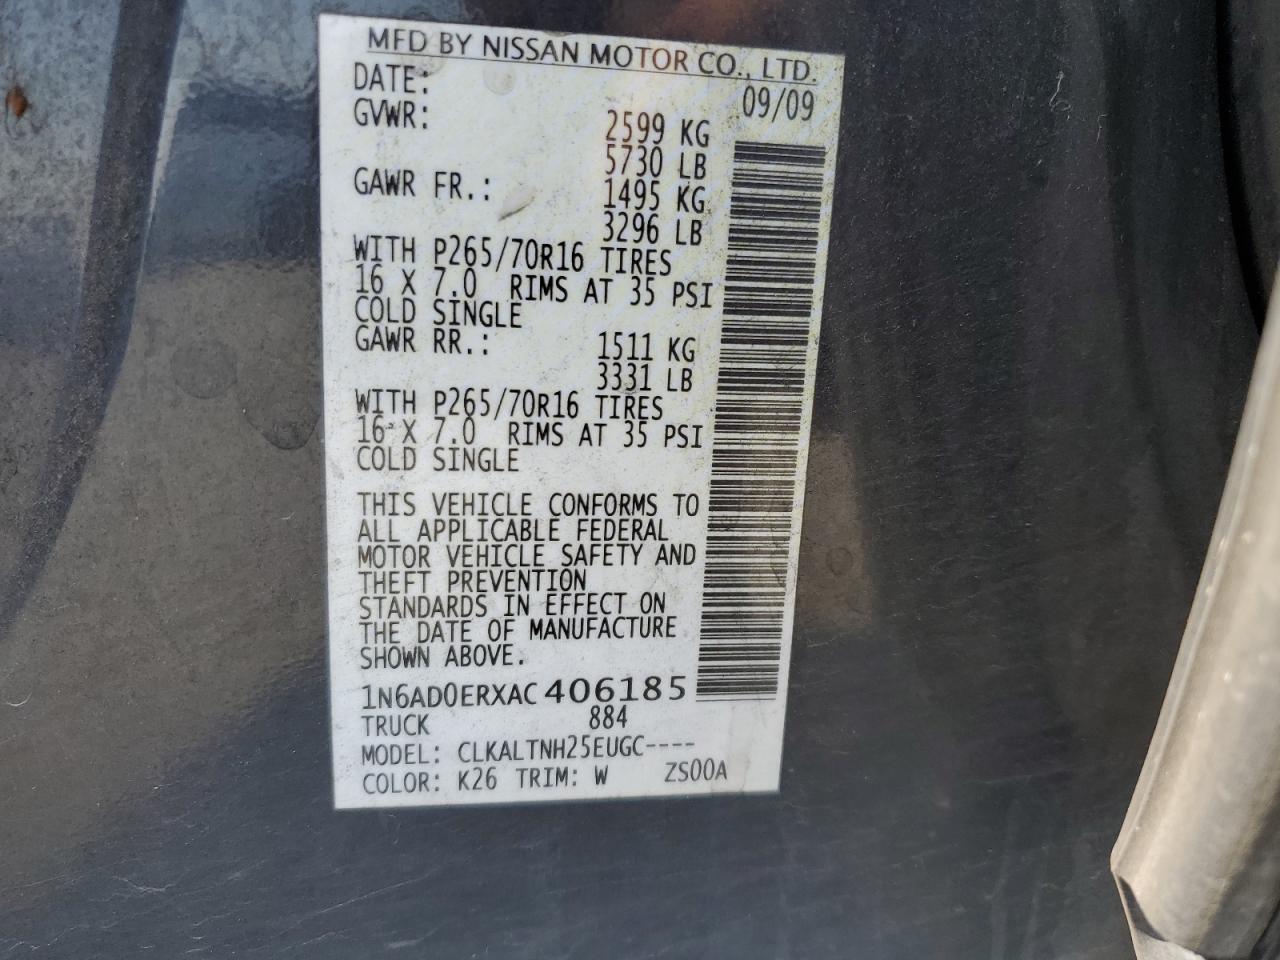 MFD BY NISSAN MOTOR CO., LTD.
DATE: 09/09
GVWR: 2599 KG
5730 LB
GAWR FR.: 1495 KG
3296 LB
WITH P265/70R16 TIRES
16 X 7.0 RIMS AT 35 PSI
COLD SINGLE
GAWR RR.: 1511 KG
3331 LB
WITH P265/70R16 TIRES
16 X 7.0 RIMS AT 35 PSI
COLD SINGLE
THIS VEHICLE CONFORMS TO
ALL APPLICABLE FEDERAL
MOTOR VEHICLE SAFETY AND
THEFT PREVENTION
STANDARDS IN EFFECT ON
THE DATE OF MANUFACTURE
SHOWN ABOVE.
1N6AD0ERXAC 406185
TRUCK 884
MODEL: CLKALTNH25EUGC----
COLOR: K26 TRIM: W ZS00A